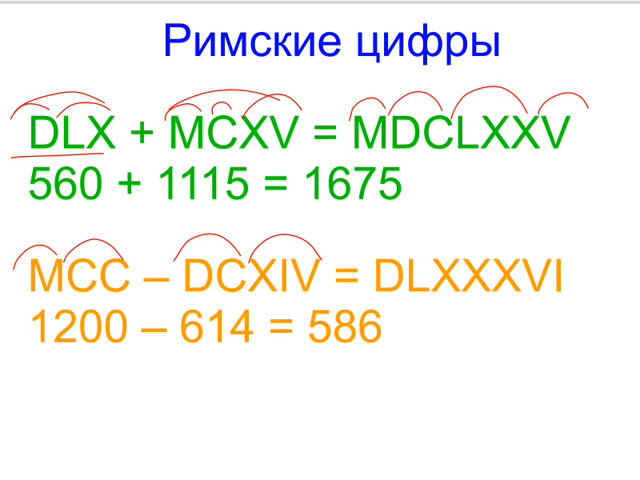 Римские цифры
DLX + MCXV = MDCLXXV
560 + 1115 = 1675
MCC – DCXIV = DLXXXVI
1200 – 614 = 586